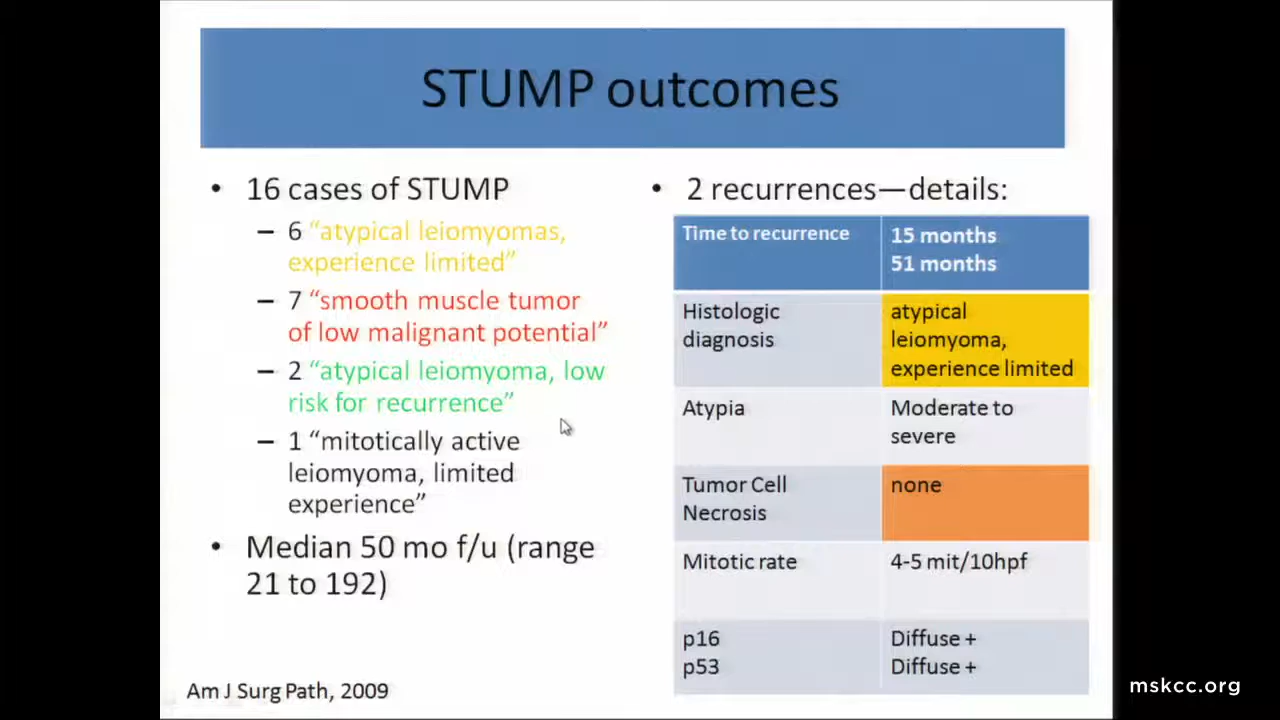 STUMP outcomes
• 16 cases of STUMP
– 6 “atypical leiomyomas,
experience limited”
– 7 “smooth muscle tumor
of low malignant potential”
– 2 “atypical leiomyoma, low
risk for recurrence”
– 1 “mitotically active
leiomyoma, limited
experience”
• Median 50 mo f/u (range
21 to 192)
Am J Surg Path, 2009
• 2 recurrences—details:
Time to recurrence
15 months
51 months
Histologic
diagnosis
atypical
leiomyoma,
experience limited
Atypia
Moderate to
severe
Tumor Cell
Necrosis
none
Mitotic rate
4-5 mit/10hpf
p16
p53
Diffuse +
Diffuse +
mskcc.org